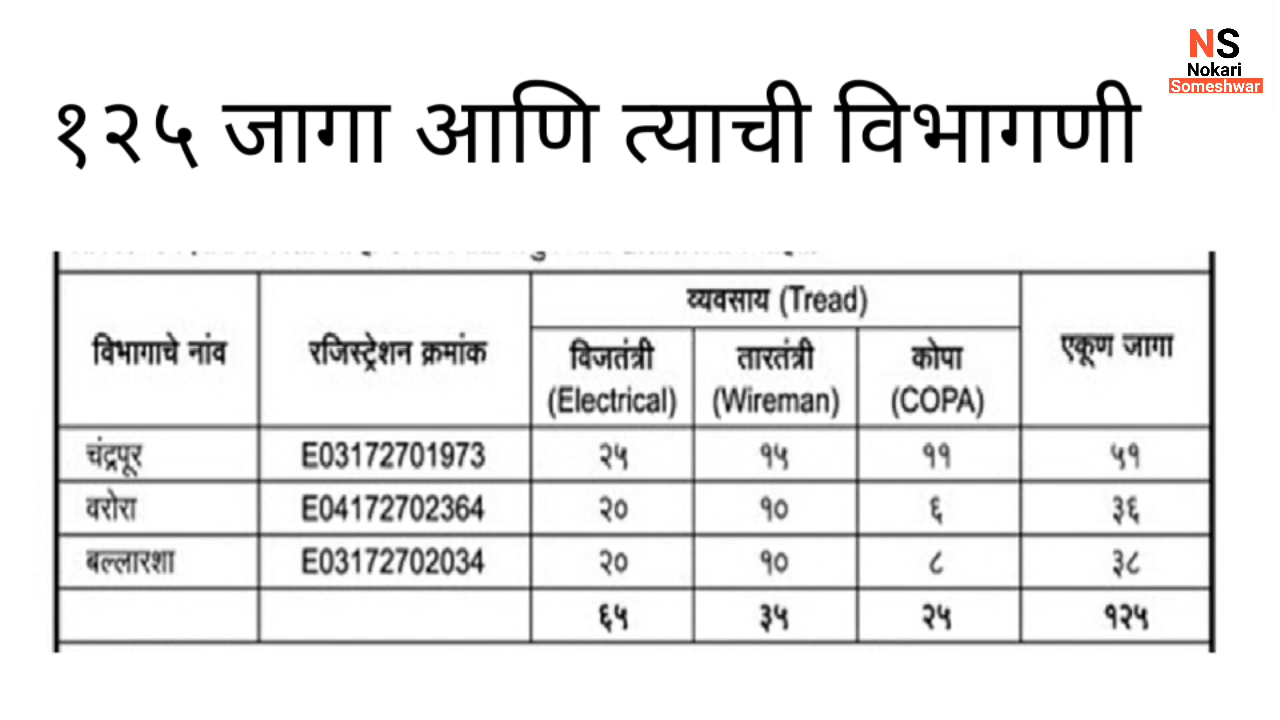 NS
Nokari
Someshwar
१२५ जागा आणि त्याची विभागणी
विभागाचे नांव रजिस्ट्रेशन क्रमांक व्यवसाय (Tread) एकूण जागा
विजतंत्री (Electrical) तारतंत्री (Wireman) कोपा (COPA)
चंद्रपूर E03172701973 २५ १५ ११ ५१
वरोरा E04172702364 २० १० ६ ३६
बल्लारशा E03172702034 २० १० ८ ३८
६५ ३५ २५ १२५